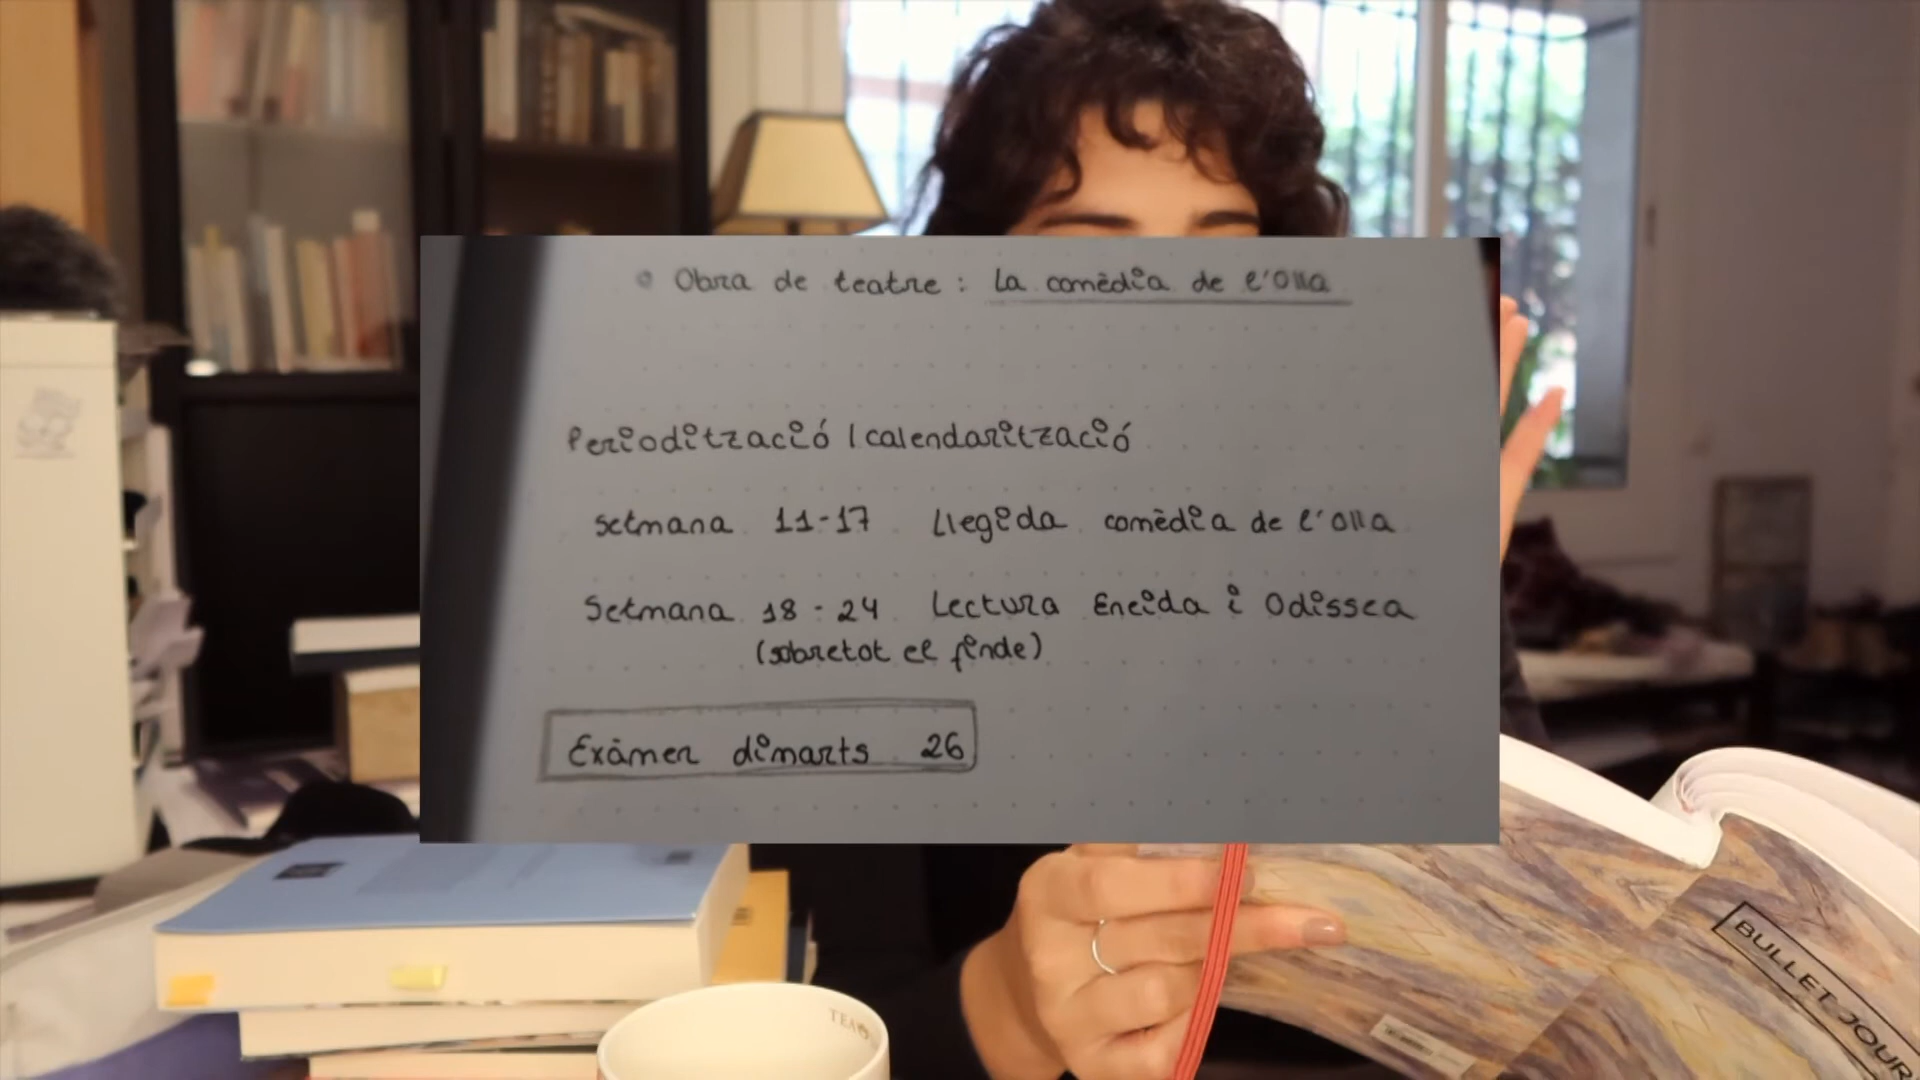 Obra de teatre: La comèdia de l'Olla
Periodització / calendarització
setmana 11-17 Llegida comèdia de l'Olla
Setmana 18-24 Lectura Eneida i Odissea
(sobretot el finde)
Exàmen dimarts 26
TEA
BULLET JOUR